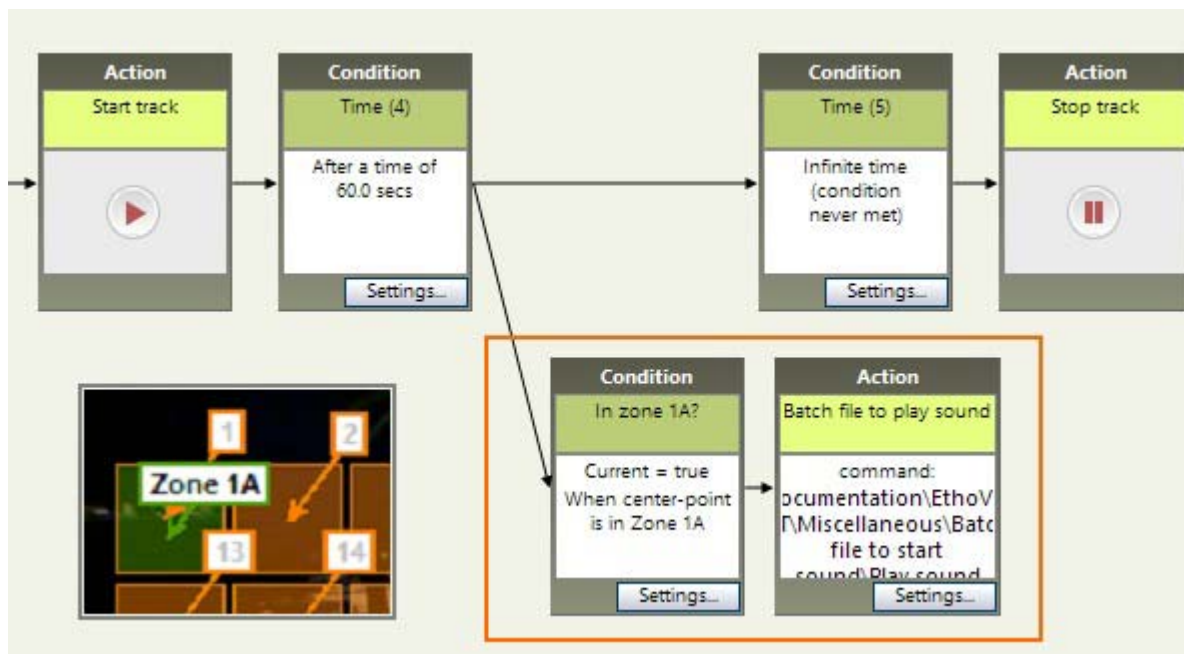 Action
Start track
Condition
Time (4)
After a time of
60.0 secs
Settings...
Condition
Time (5)
Infinite time
(condition
never met)
Settings...
Action
Stop track
1
2
Zone 1A
13
14
Condition
In zone 1A?
Current = true
When center-point
is in Zone 1A
Settings...
Action
Batch file to play sound
command:
ocumentation\EthoV
T\Miscellaneous\Batc
file to start
sound\Play sound
Settings...